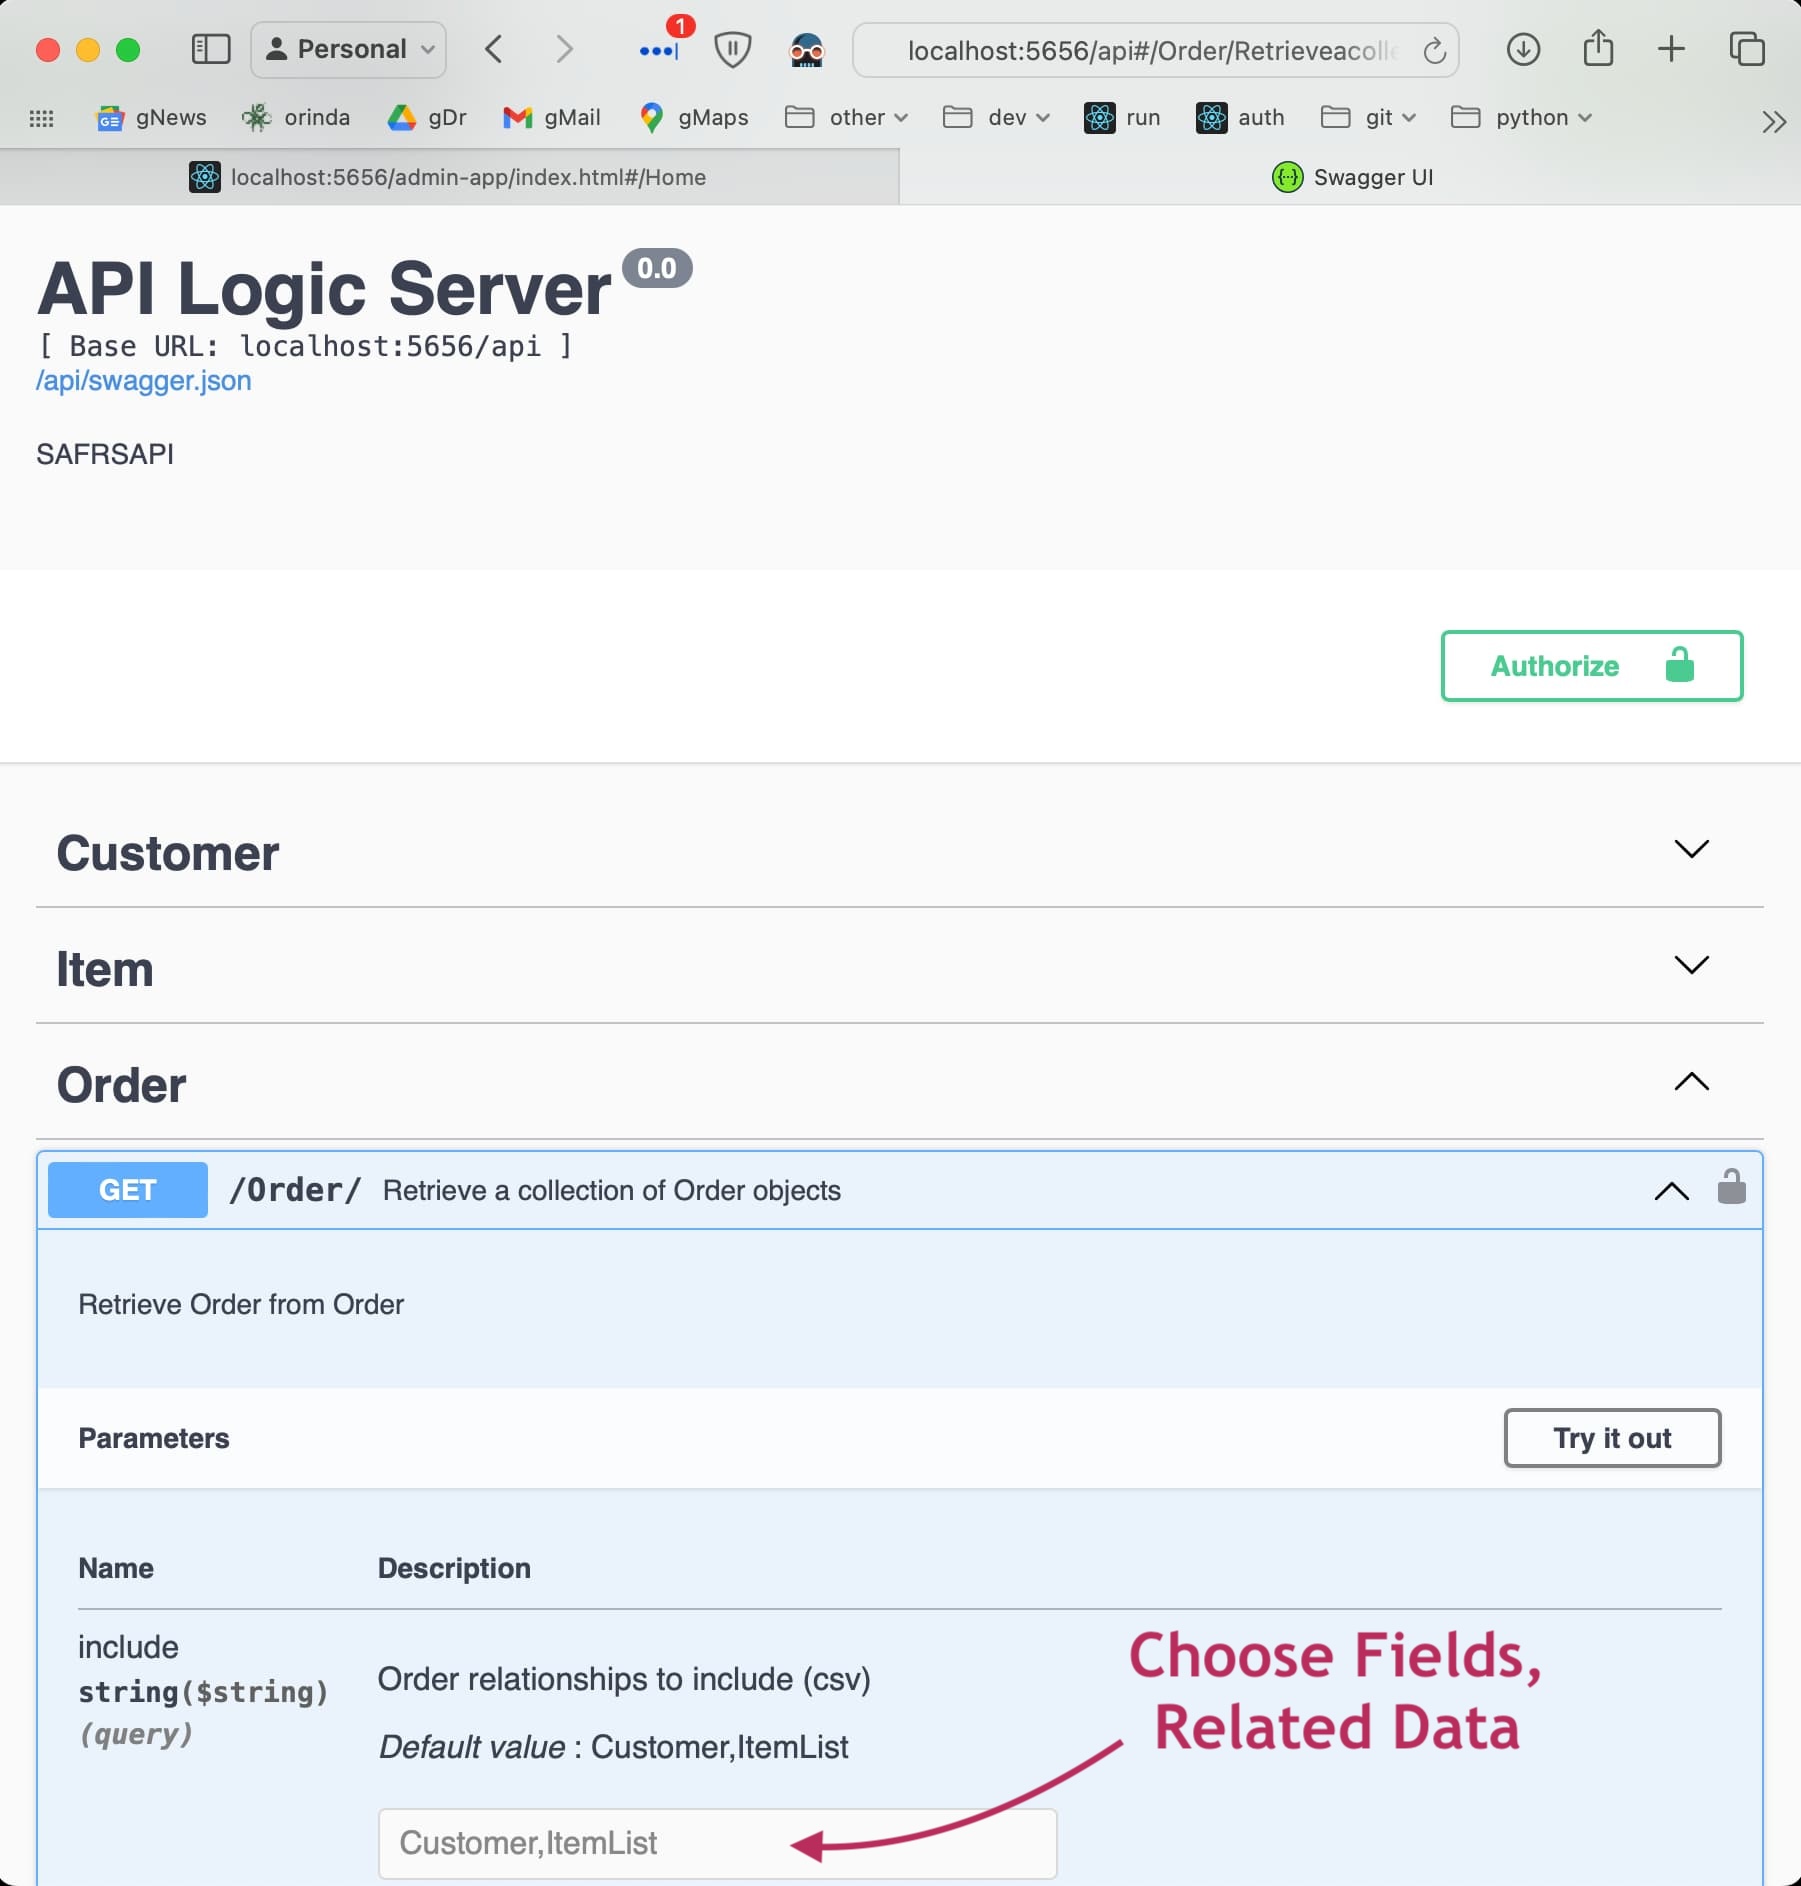 Personal
1
localhost:5656/api#/Order/Retrieveacolle
gNews
orinda
gDr
gMail
gMaps
other
dev
run
auth
git
python
localhost:5656/admin-app/index.html#/Home
Swagger UI
API Logic Server 0.0
[ Base URL: localhost:5656/api ]
/api/swagger.json
SAFRSAPI
Authorize
Customer
Item
Order
GET /Order/ Retrieve a collection of Order objects
Retrieve Order from Order
Parameters
Try it out
Name
Description
include
string($string)
(query)
Order relationships to include (csv)
Default value : Customer,ItemList
Customer,ItemList
Choose Fields,
Related Data